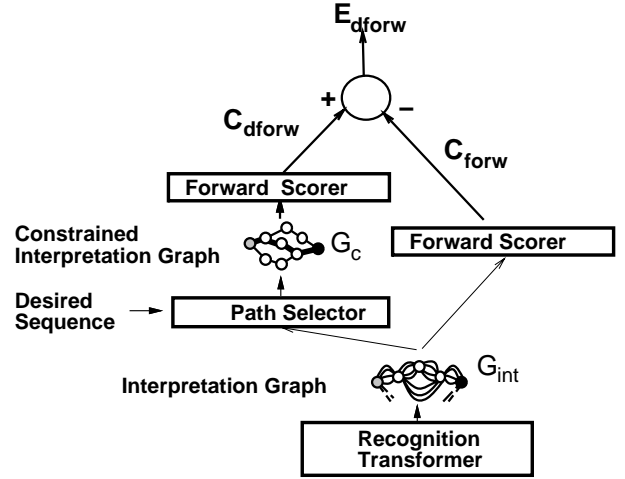 E_dforw
+ −
C_dforw
C_forw
Forward Scorer
Constrained
Interpretation Graph
G_c
Forward Scorer
Desired
Sequence
Path Selector
Interpretation Graph
G_int
Recognition
Transformer